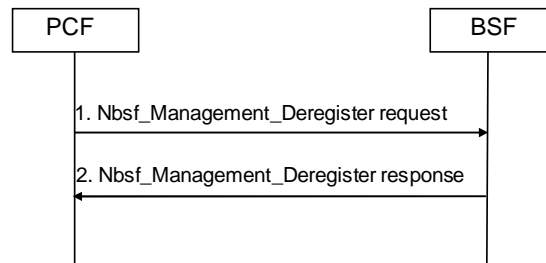 PCF
BSF
1. Nbsf_Management_Deregister request
2. Nbsf_Management_Deregister response